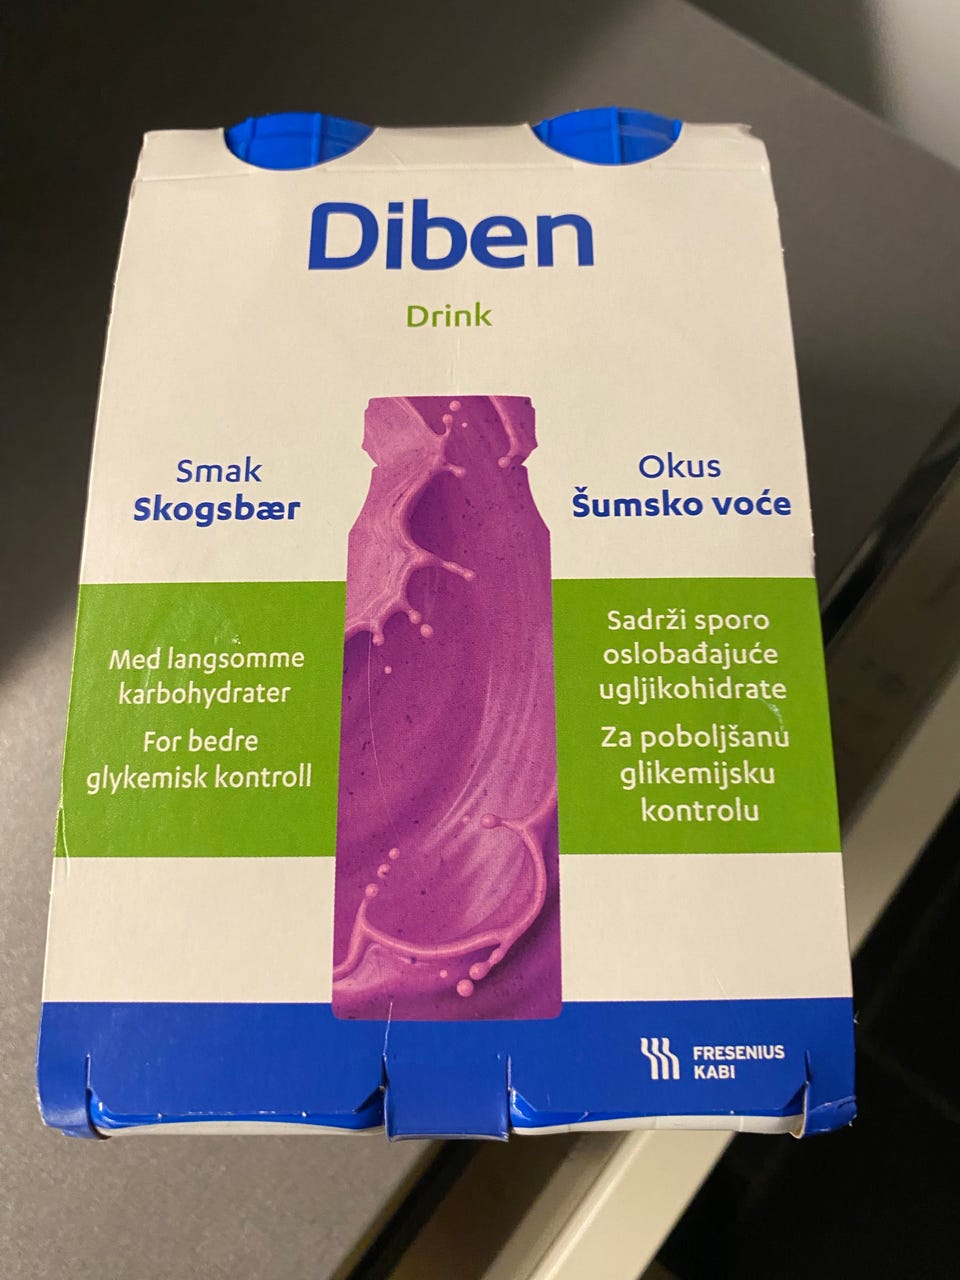 Diben
Drink
Smak
Skogsbær
Okus
Šumsko voće
Med langsomme
karbohydrater
For bedre
glykemisk kontroll
Sadrži sporo
oslobađajuće
ugljikohidrate
Za poboljšanu
glikemijsku
kontrolu
FRESENIUS
KABI